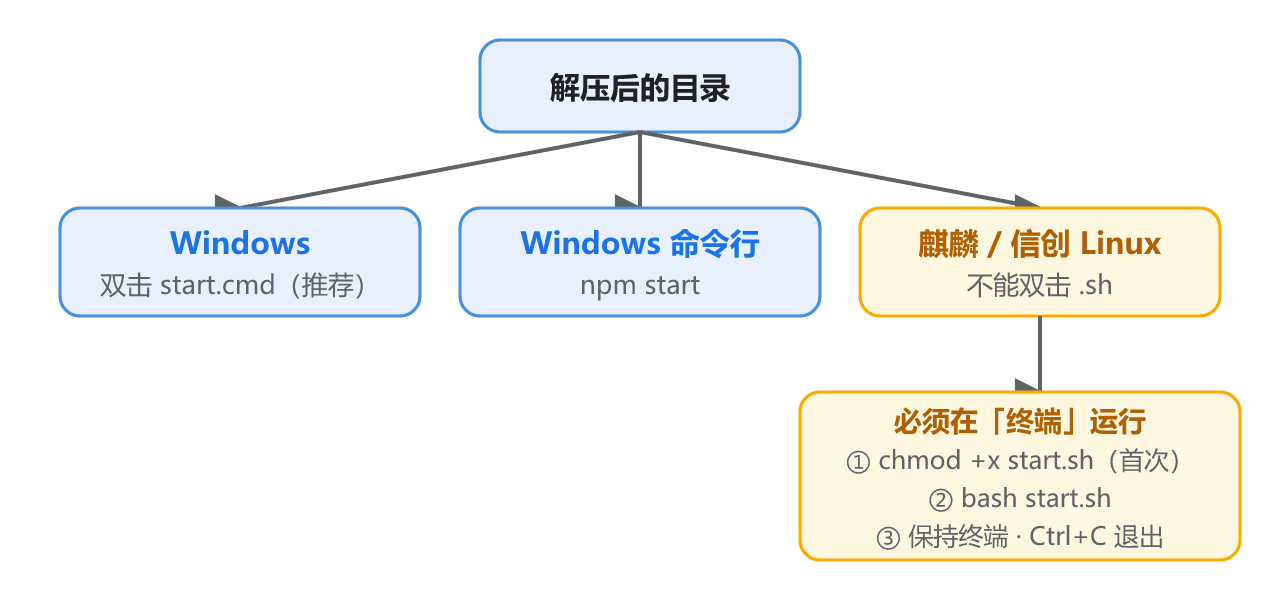 解压后的目录
Windows
双击 start.cmd（推荐）
Windows 命令行
npm start
麒麟 / 信创 Linux
不能双击 .sh
必须在「终端」运行
① chmod +x start.sh（首次）
② bash start.sh
③ 保持终端 · Ctrl+C 退出